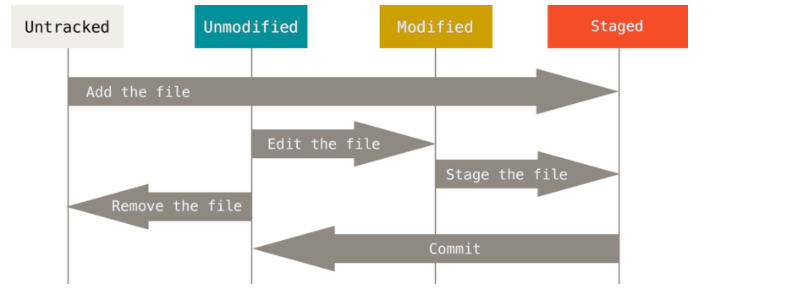 Untracked
Unmodified
Modified
Staged
Add the file
Edit the file
Stage the file
Remove the file
Commit